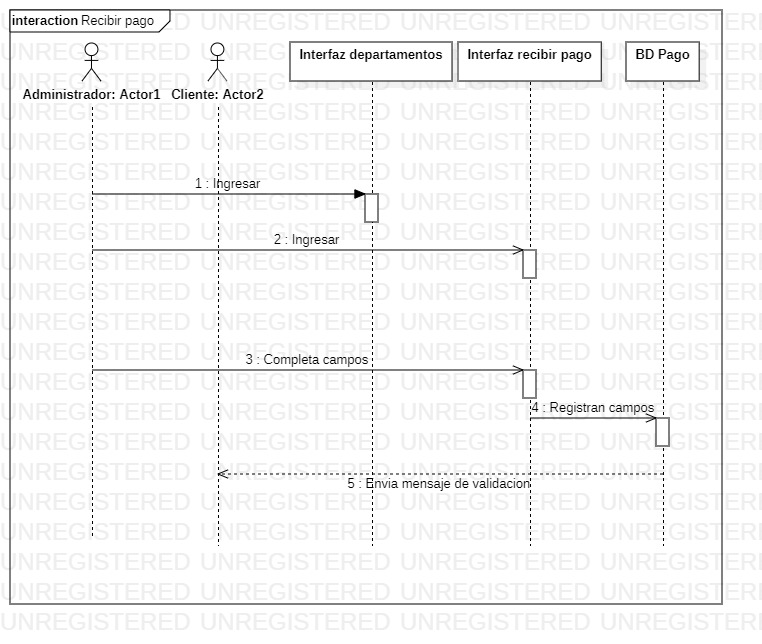 interaction Recibir pago
Administrador: Actor1
Cliente: Actor2
Interfaz departamentos
Interfaz recibir pago
BD Pago
1 : Ingresar
2 : Ingresar
3 : Completa campos
4 : Registran campos
5 : Envia mensaje de validacion
UNREGISTERED UNREGISTERED UNREGISTERED UNREGISTERI